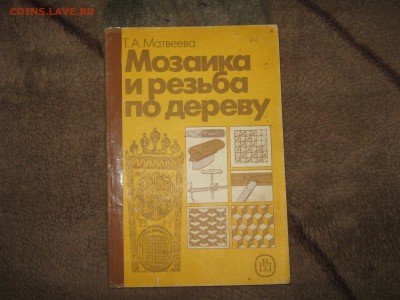 COINS.LAVE.RU
Т. А. Матвеева
Мозаика
и резьба
по дереву